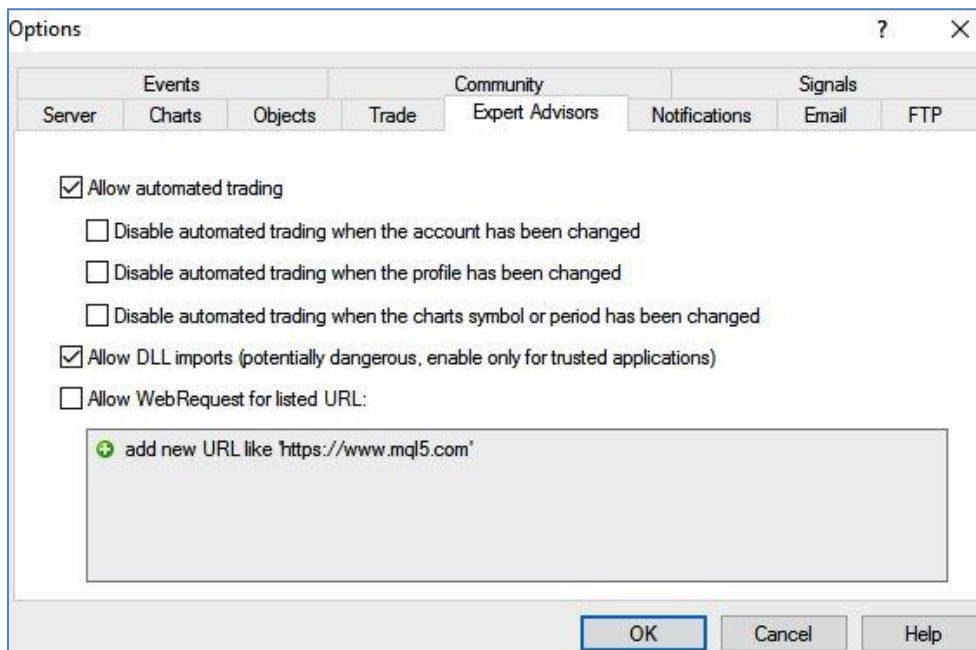 Options
?
Events Community Signals
Server Charts Objects Trade Expert Advisors Notifications Email FTP
Allow automated trading
Disable automated trading when the account has been changed
Disable automated trading when the profile has been changed
Disable automated trading when the charts symbol or period has been changed
Allow DLL imports (potentially dangerous, enable only for trusted applications)
Allow WebRequest for listed URL:
add new URL like 'https://www.mql5.com'
OK Cancel Help